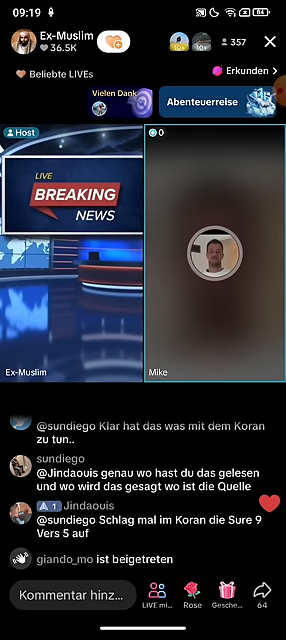 09:19
84
Ex-Muslim
36.5K
10+
10+
357
Beliebte LIVEs
Erkunden
Vielen Dank
Abenteuerreise
Host
0
LIVE
BREAKING
NEWS
Ex-Muslim
Mike
@sundiego Klar hat das was mit dem Koran
zu tun..
sundiego
@Jindaouis genau wo hast du das gelesen
und wo wird das gesagt wo ist die Quelle
1 Jindaouis
@sundiego Schlag mal im Koran die Sure 9
Vers 5 auf
giando_mo ist beigetreten
Kommentar hinz...
LIVE mi...
Rose
Gesche...
64